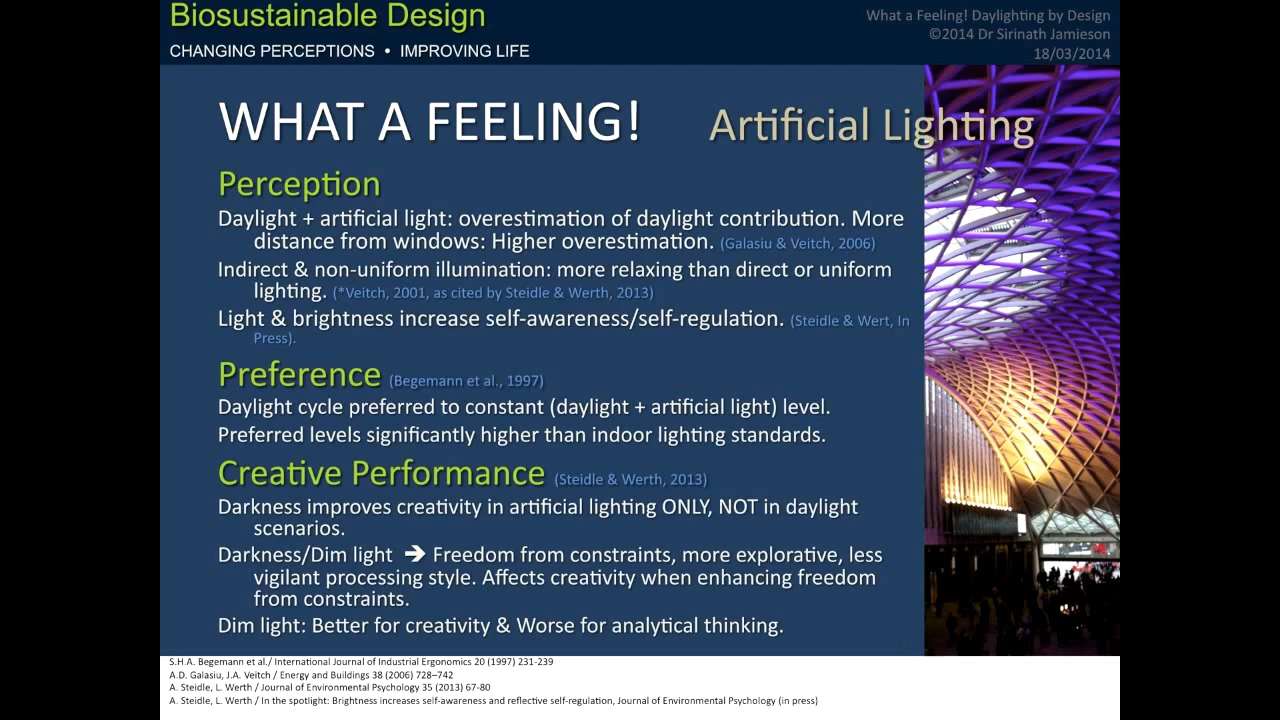 Biosustainable Design
CHANGING PERCEPTIONS • IMPROVING LIFE
What a Feeling! Daylighting by Design
©2014 Dr Sirinath Jamieson
18/03/2014
WHAT A FEELING! Artificial Lighting
Perception
Daylight + artificial light: overestimation of daylight contribution. More
distance from windows: Higher overestimation. (Galasiu & Veitch, 2006)
Indirect & non-uniform illumination: more relaxing than direct or uniform
lighting. (*Veitch, 2001, as cited by Steidle & Werth, 2013)
Light & brightness increase self-awareness/self-regulation. (Steidle & Wert, In
Press).
Preference (Begemann et al., 1997)
Daylight cycle preferred to constant (daylight + artificial light) level.
Preferred levels significantly higher than indoor lighting standards.
Creative Performance (Steidle & Werth, 2013)
Darkness improves creativity in artificial lighting ONLY, NOT in daylight
scenarios.
Darkness/Dim light ➔ Freedom from constraints, more explorative, less
vigilant processing style. Affects creativity when enhancing freedom
from constraints.
Dim light: Better for creativity & Worse for analytical thinking.
S.H.A. Begemann et al./ International Journal of Industrial Ergonomics 20 (1997) 231-239
A.D. Galasiu, J.A. Veitch / Energy and Buildings 38 (2006) 728–742
A. Steidle, L. Werth / Journal of Environmental Psychology 35 (2013) 67-80
A. Steidle, L. Werth / In the spotlight: Brightness increases self-awareness and reflective self-regulation, Journal of Environmental Psychology (in press)